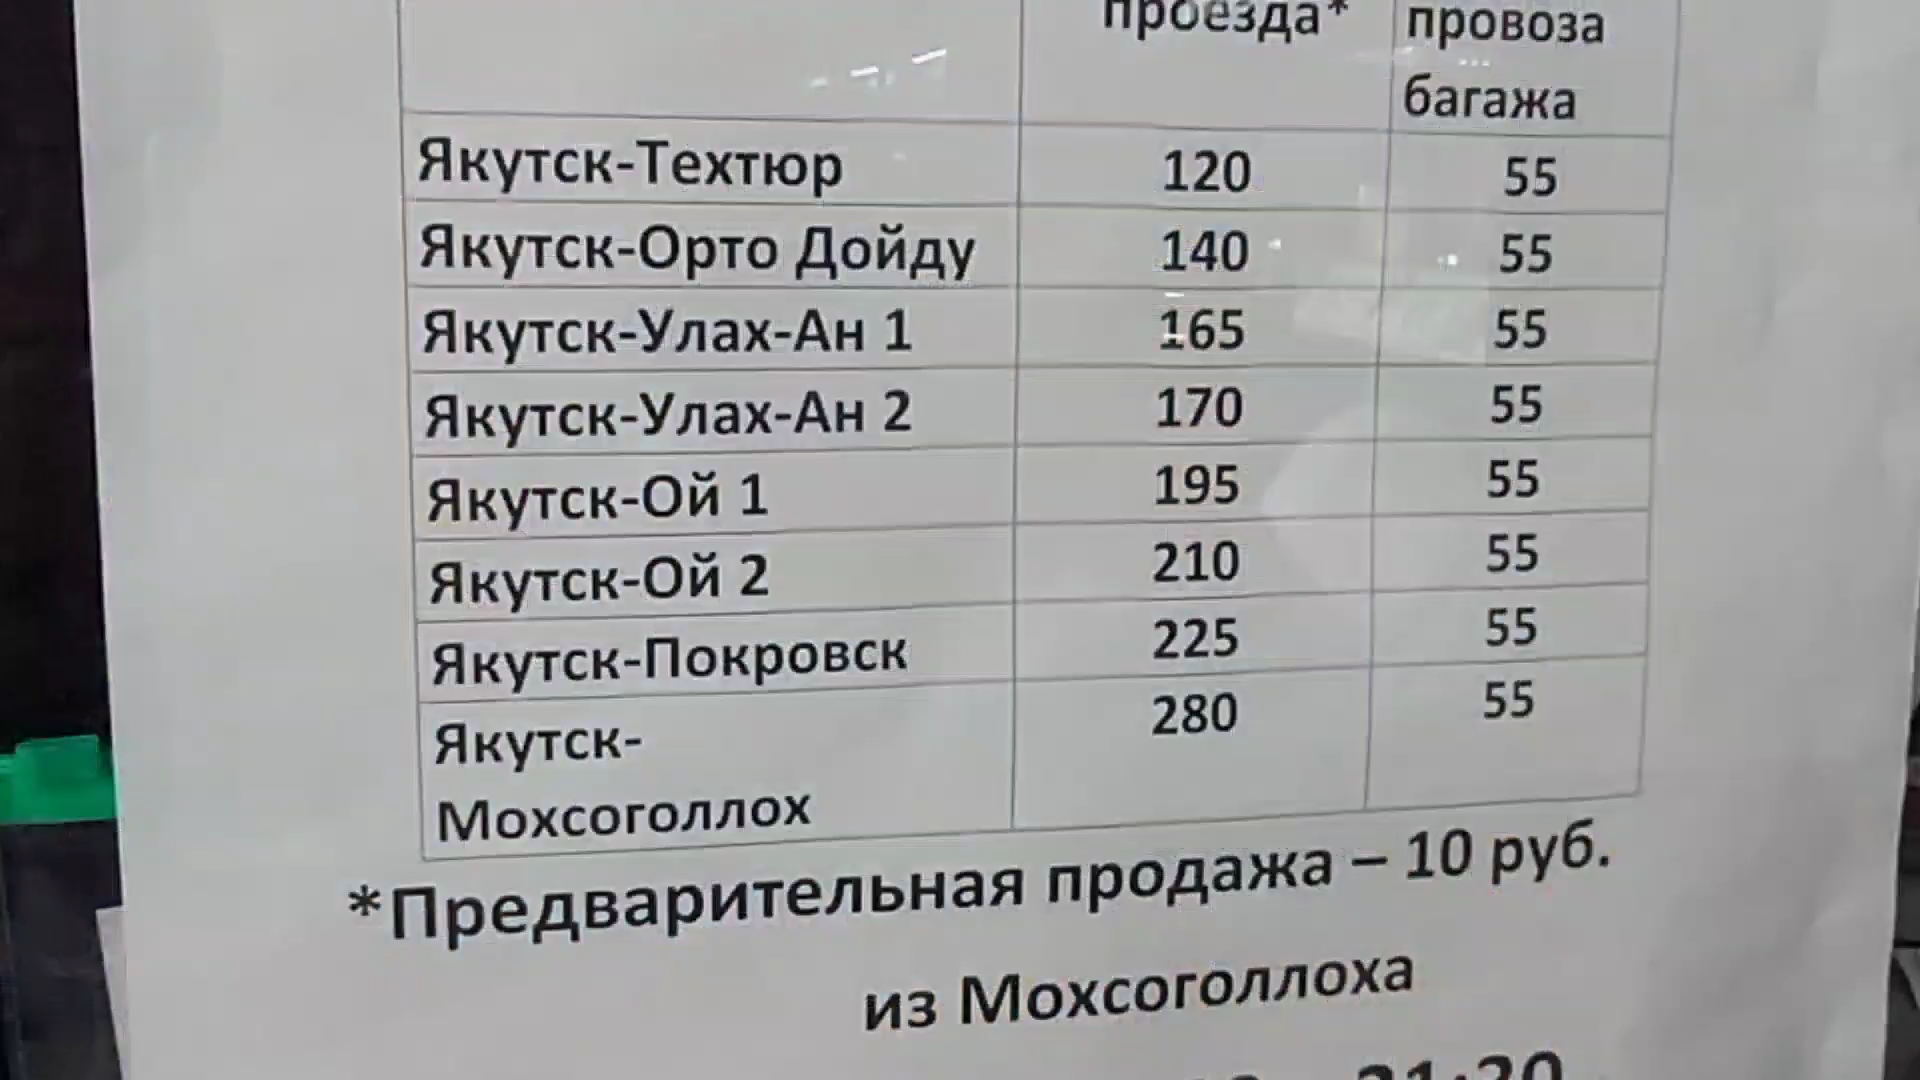 проезда* провоза
багажа
Якутск-Техтюр 120 55
Якутск-Орто Дойду 140 55
Якутск-Улах-Ан 1 165 55
Якутск-Улах-Ан 2 170 55
Якутск-Ой 1 195 55
Якутск-Ой 2 210 55
Якутск-Покровск 225 55
Якутск- 280 55
Мохсоголлох
*Предварительная продажа – 10 руб.
из Мохсоголлоха